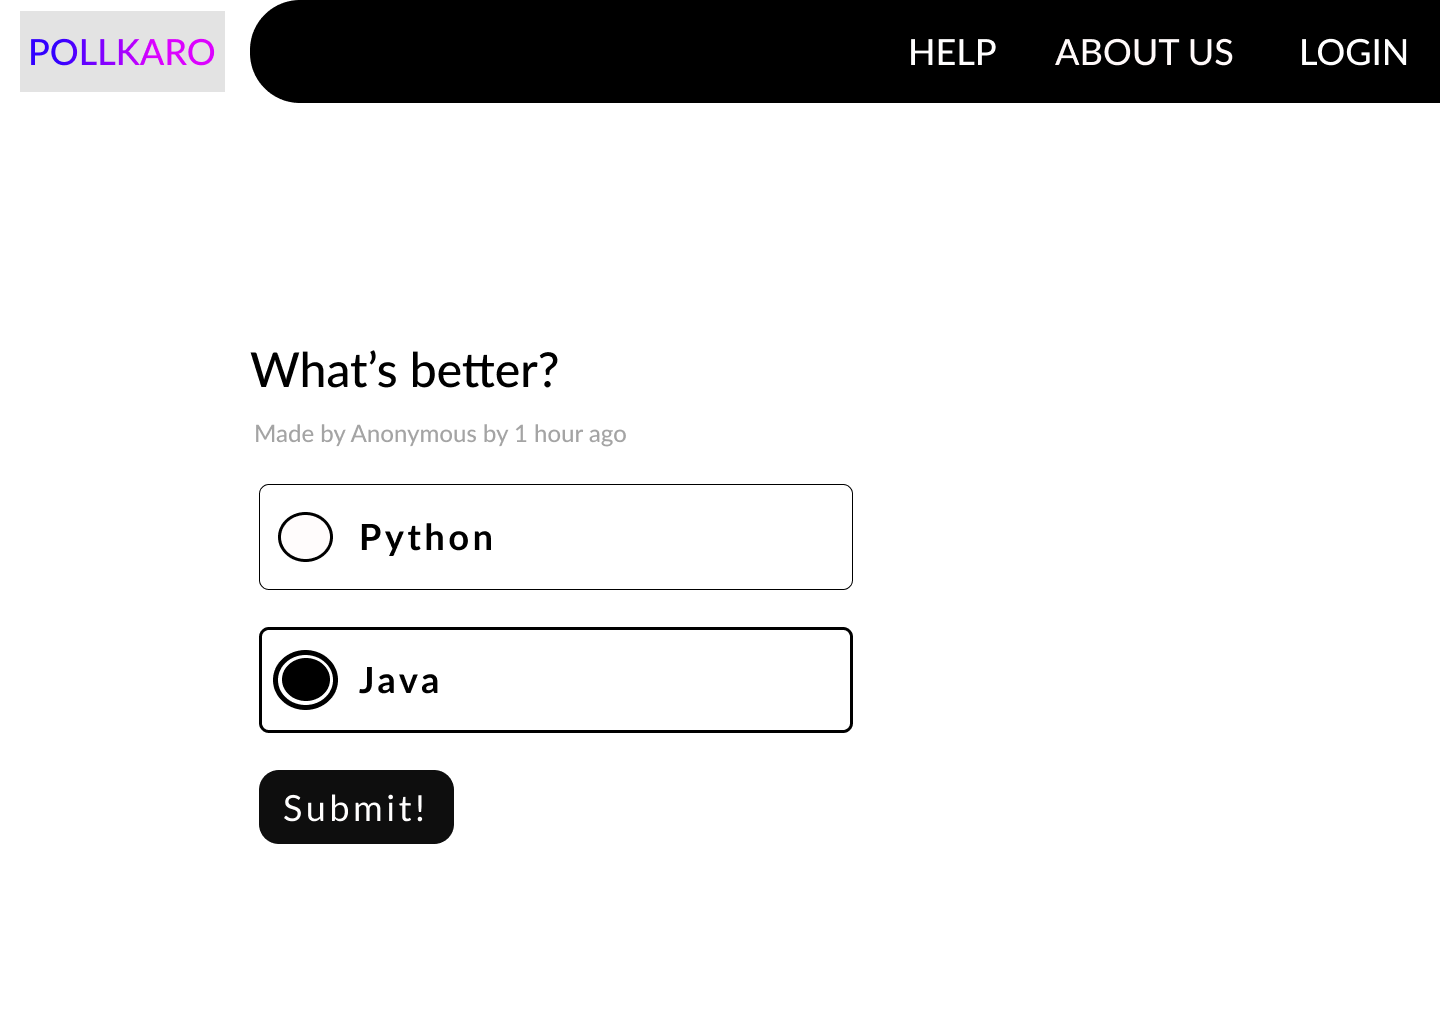 POLLKARO
HELP ABOUT US LOGIN
What’s better?
Made by Anonymous by 1 hour ago
Python
Java
Submit!